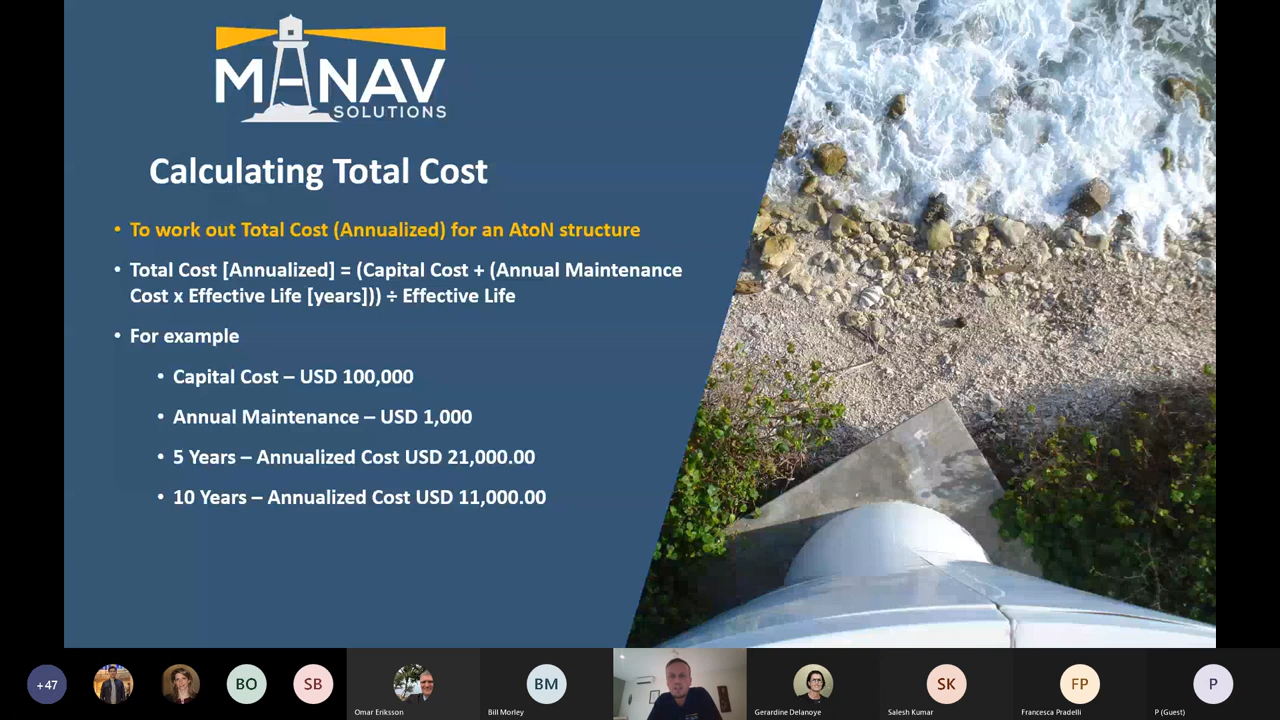 MANAV
SOLUTIONS
Calculating Total Cost
• To work out Total Cost (Annualized) for an AtoN structure
• Total Cost [Annualized] = (Capital Cost + (Annual Maintenance
Cost x Effective Life [years])) ÷ Effective Life
• For example
• Capital Cost – USD 100,000
• Annual Maintenance – USD 1,000
• 5 Years – Annualized Cost USD 21,000.00
• 10 Years – Annualized Cost USD 11,000.00
+47
BO
SB
Omar Eriksson
BM
Bill Morley
Gerardine Delanoye
SK
Salesh Kumar
FP
Francesca Pradelli
P
P (Guest)